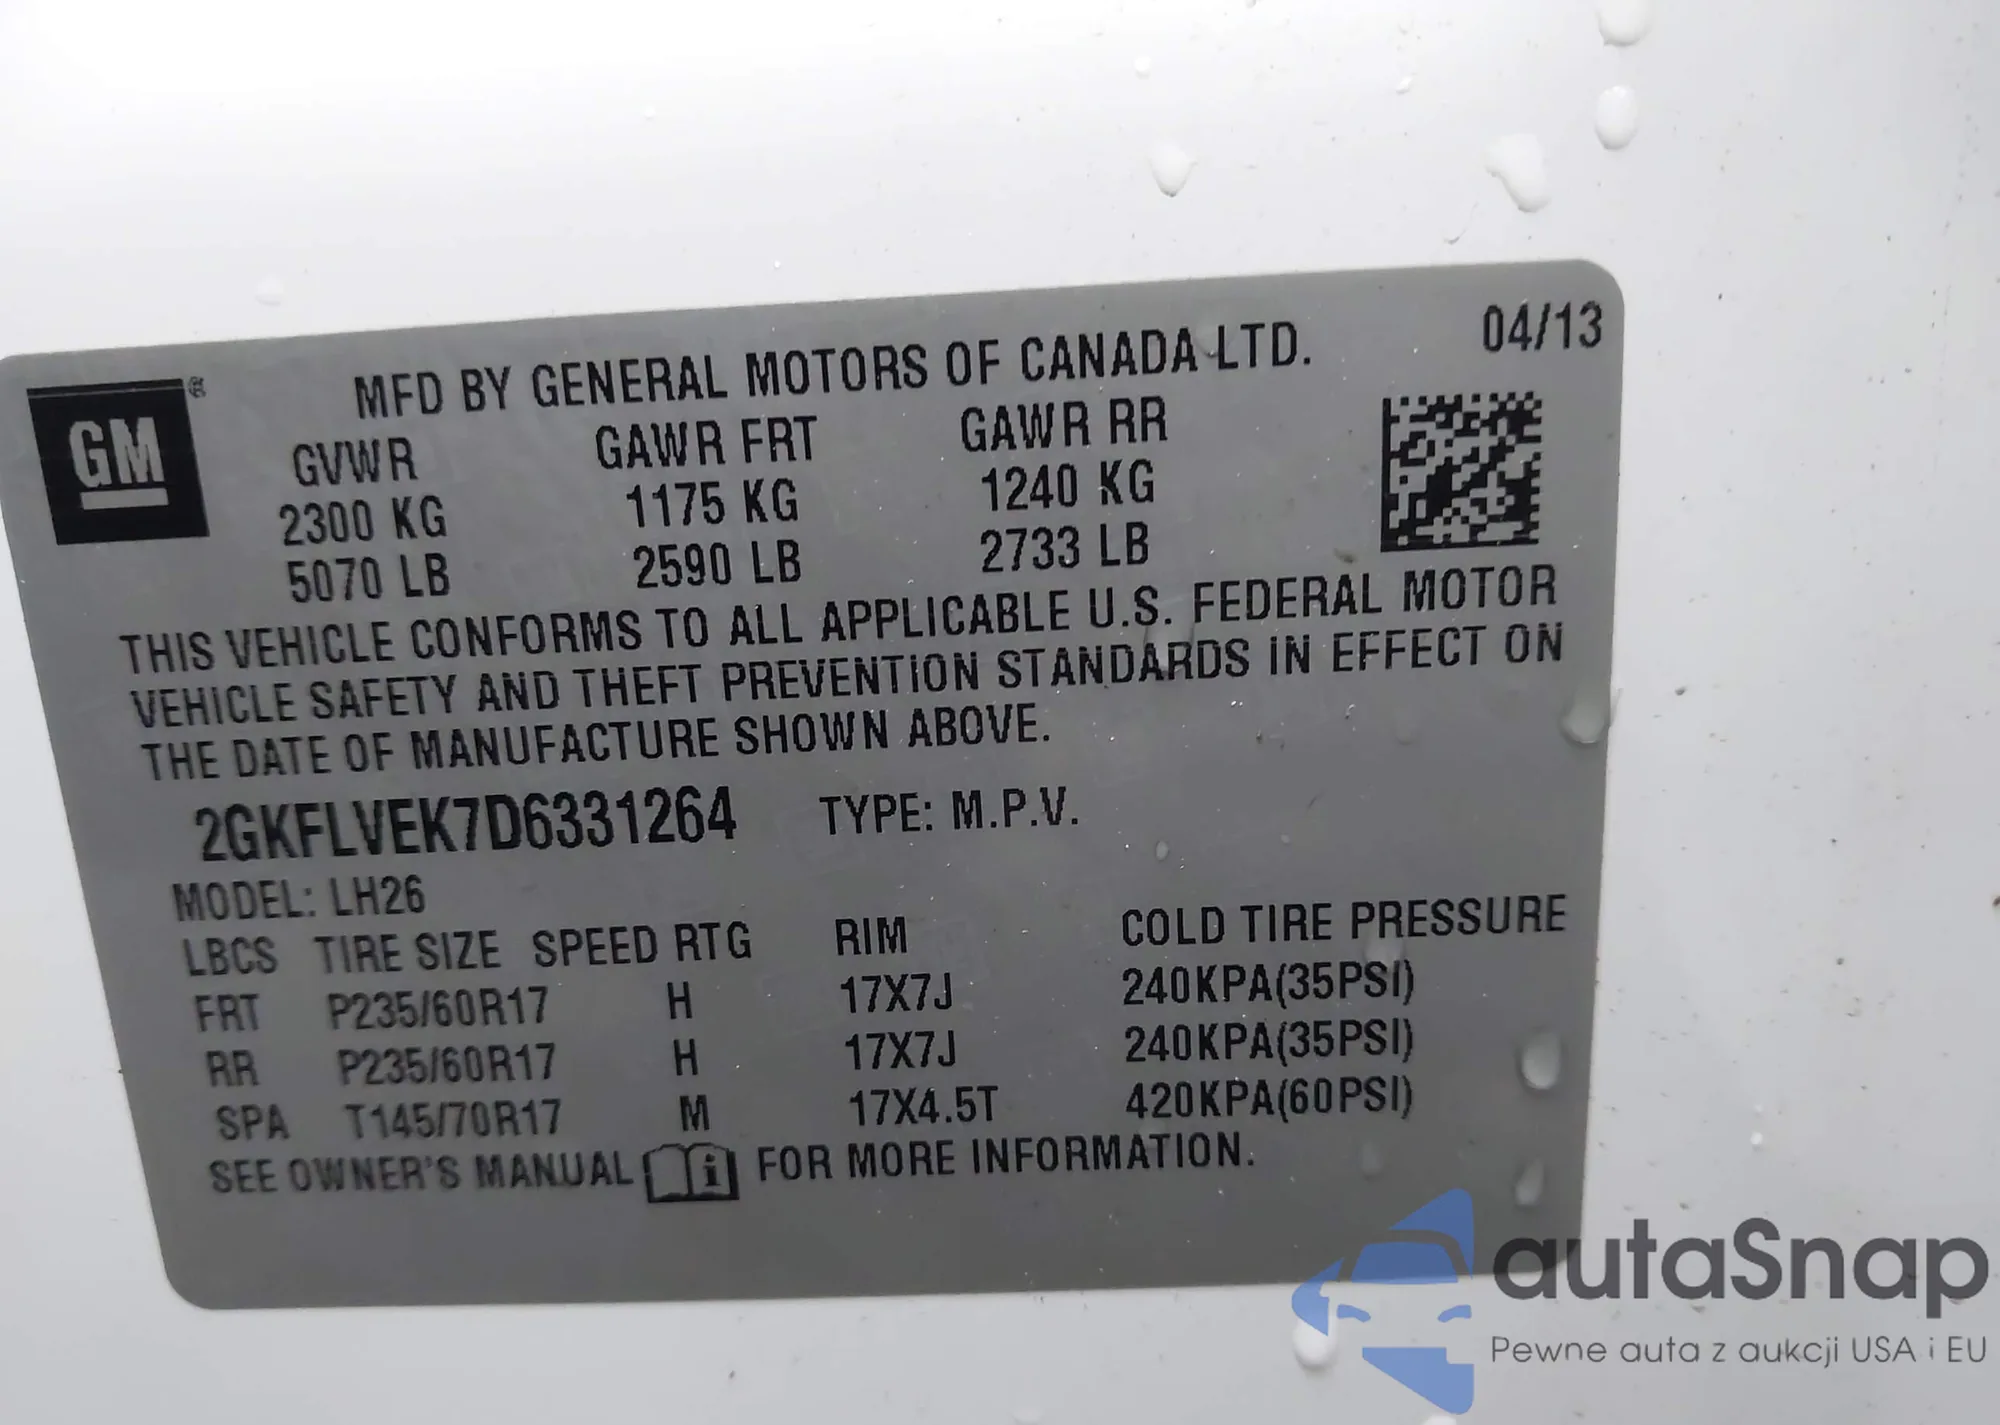 04/13
GM®
MFD BY GENERAL MOTORS OF CANADA LTD.
GVWR GAWR FRT GAWR RR
2300 KG 1175 KG 1240 KG
5070 LB 2590 LB 2733 LB
THIS VEHICLE CONFORMS TO ALL APPLICABLE U.S. FEDERAL MOTOR
VEHICLE SAFETY AND THEFT PREVENTION STANDARDS IN EFFECT ON
THE DATE OF MANUFACTURE SHOWN ABOVE.
2GKFLVEK7D6331264 TYPE: M.P.V.
MODEL: LH26
LBCS TIRE SIZE SPEED RTG RIM COLD TIRE PRESSURE
FRT P235/60R17 H 17X7J 240KPA(35PSI)
RR P235/60R17 H 17X7J 240KPA(35PSI)
SPA T145/70R17 M 17X4.5T 420KPA(60PSI)
SEE OWNER'S MANUAL i FOR MORE INFORMATION.
autaSnap
Pewne auta z aukcji USA i EU